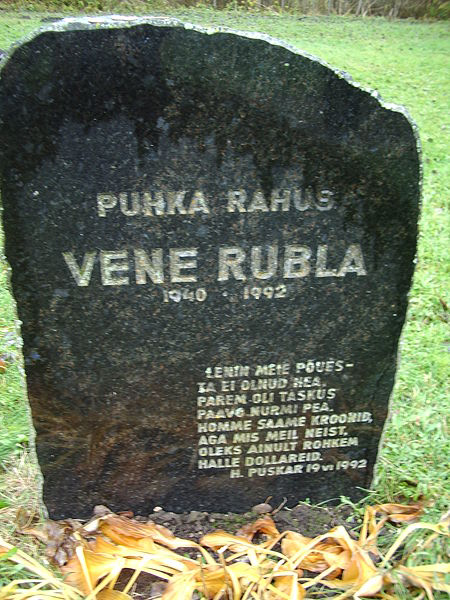 PUHKA RAHUS
VENE RUBLA
1940 - 1992
LENIN MEIE PÕUES-
TA EI OLNUD HEA,
PAREM OLI TASKUS
PAAVO NURMI PEA.
HOMME SAAME KROONID,
AGA MIS MEIL NEIST,
OLEKS AINULT ROHKEM
HALLE DOLLAREID.
H. PUSKAR 19 VI 1992